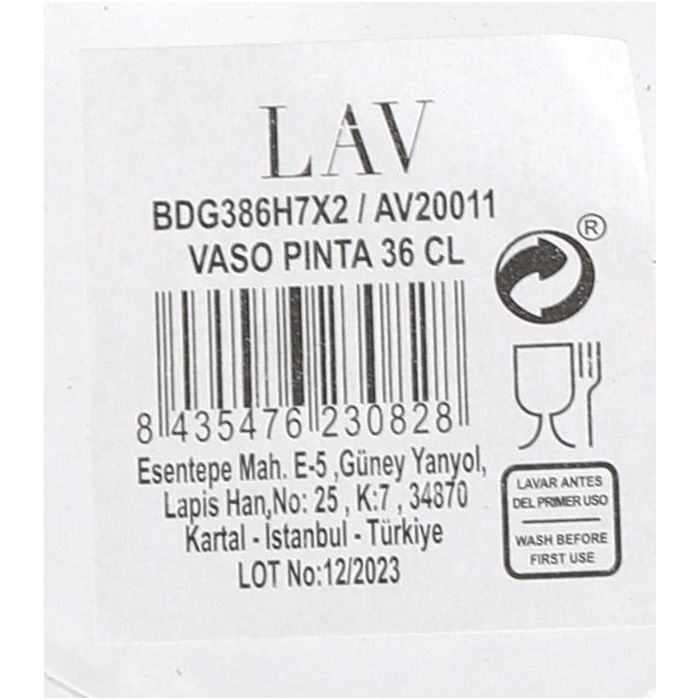 LAV
BDG386H7X2 / AV20011
VASO PINTA 36 CL
®
8 435476 230828
Esentepe Mah. E-5 ,Güney Yanyol,
Lapis Han,No: 25 , K:7 , 34870
Kartal - Istanbul - Türkiye
LOT No:12/2023
LAVAR ANTES
DEL PRIMER USO
WASH BEFORE
FIRST USE